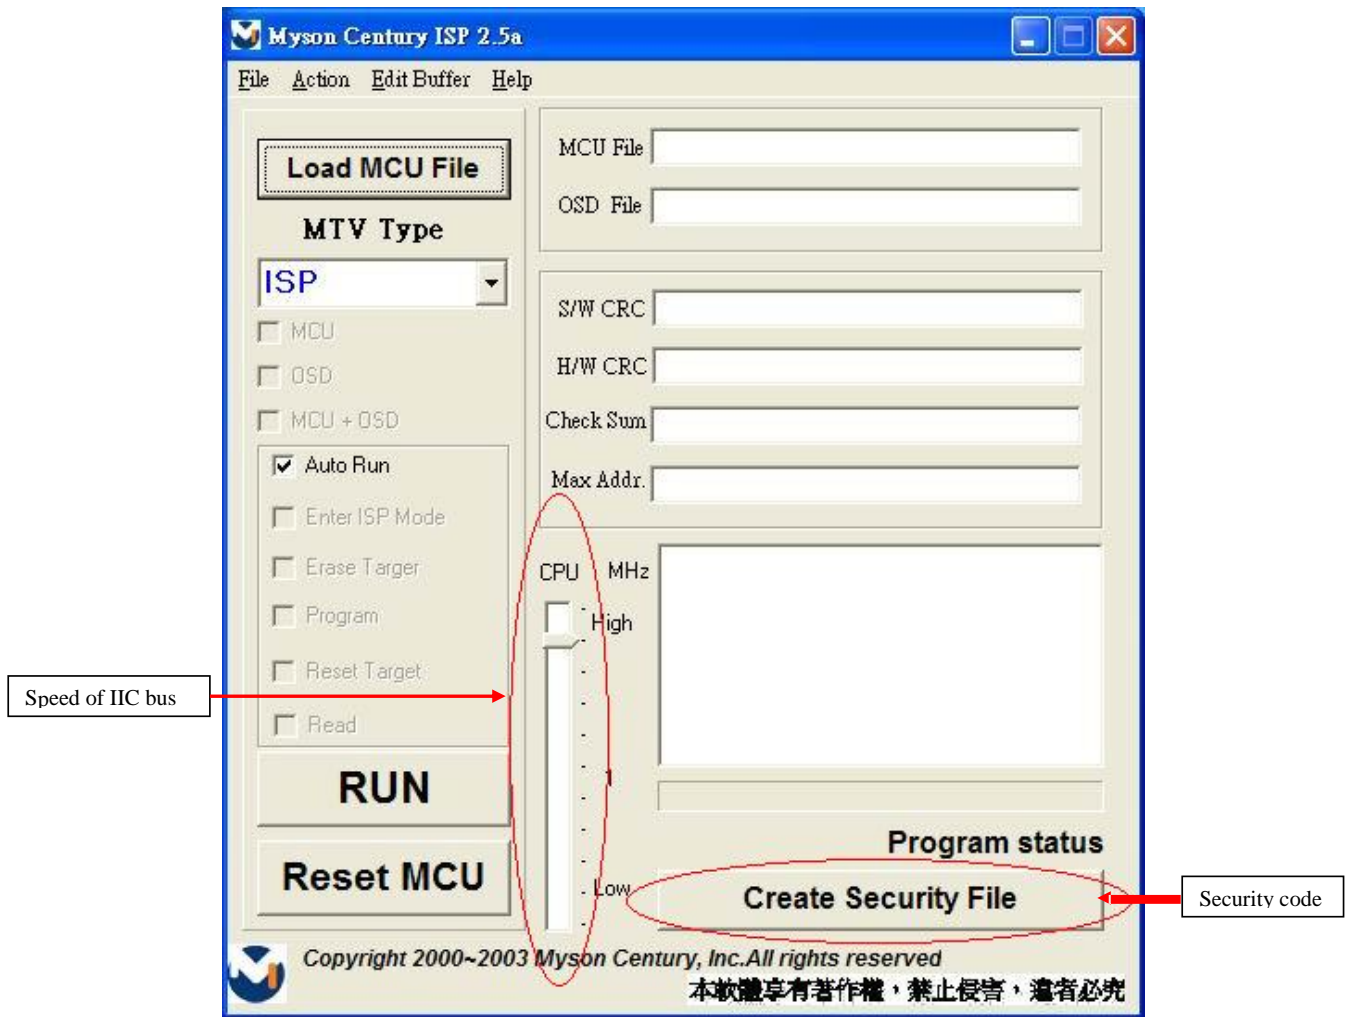 Myson Century ISP 2.5a
File Action Edit Buffer Help
Load MCU File
MTV Type
ISP
MCU
OSD
MCU + OSD
Auto Run
Enter ISP Mode
Erase Targer
Program
Reset Target
Read
RUN
Reset MCU
MCU File
OSD File
S/W CRC
H/W CRC
Check Sum
Max Addr.
CPU MHz
High
1
Low
Program status
Create Security File
Speed of IIC bus
Security code
Copyright 2000~2003 Myson Century, Inc.All rights reserved
本軟體享有著作權，禁止侵害，違者必究